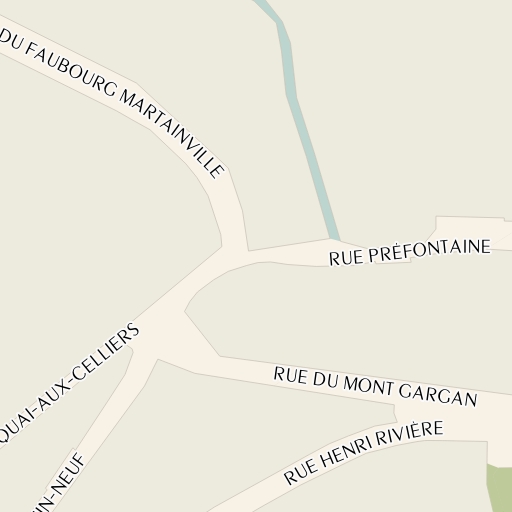 DU FAUBOURG MARTAINVILLE
RUE PRÉFONTAINE
QUAI-AUX-CELLIERS
RUE DU MONT GARGAN
RUE HENRI RIVIÈRE
IN-NEUF